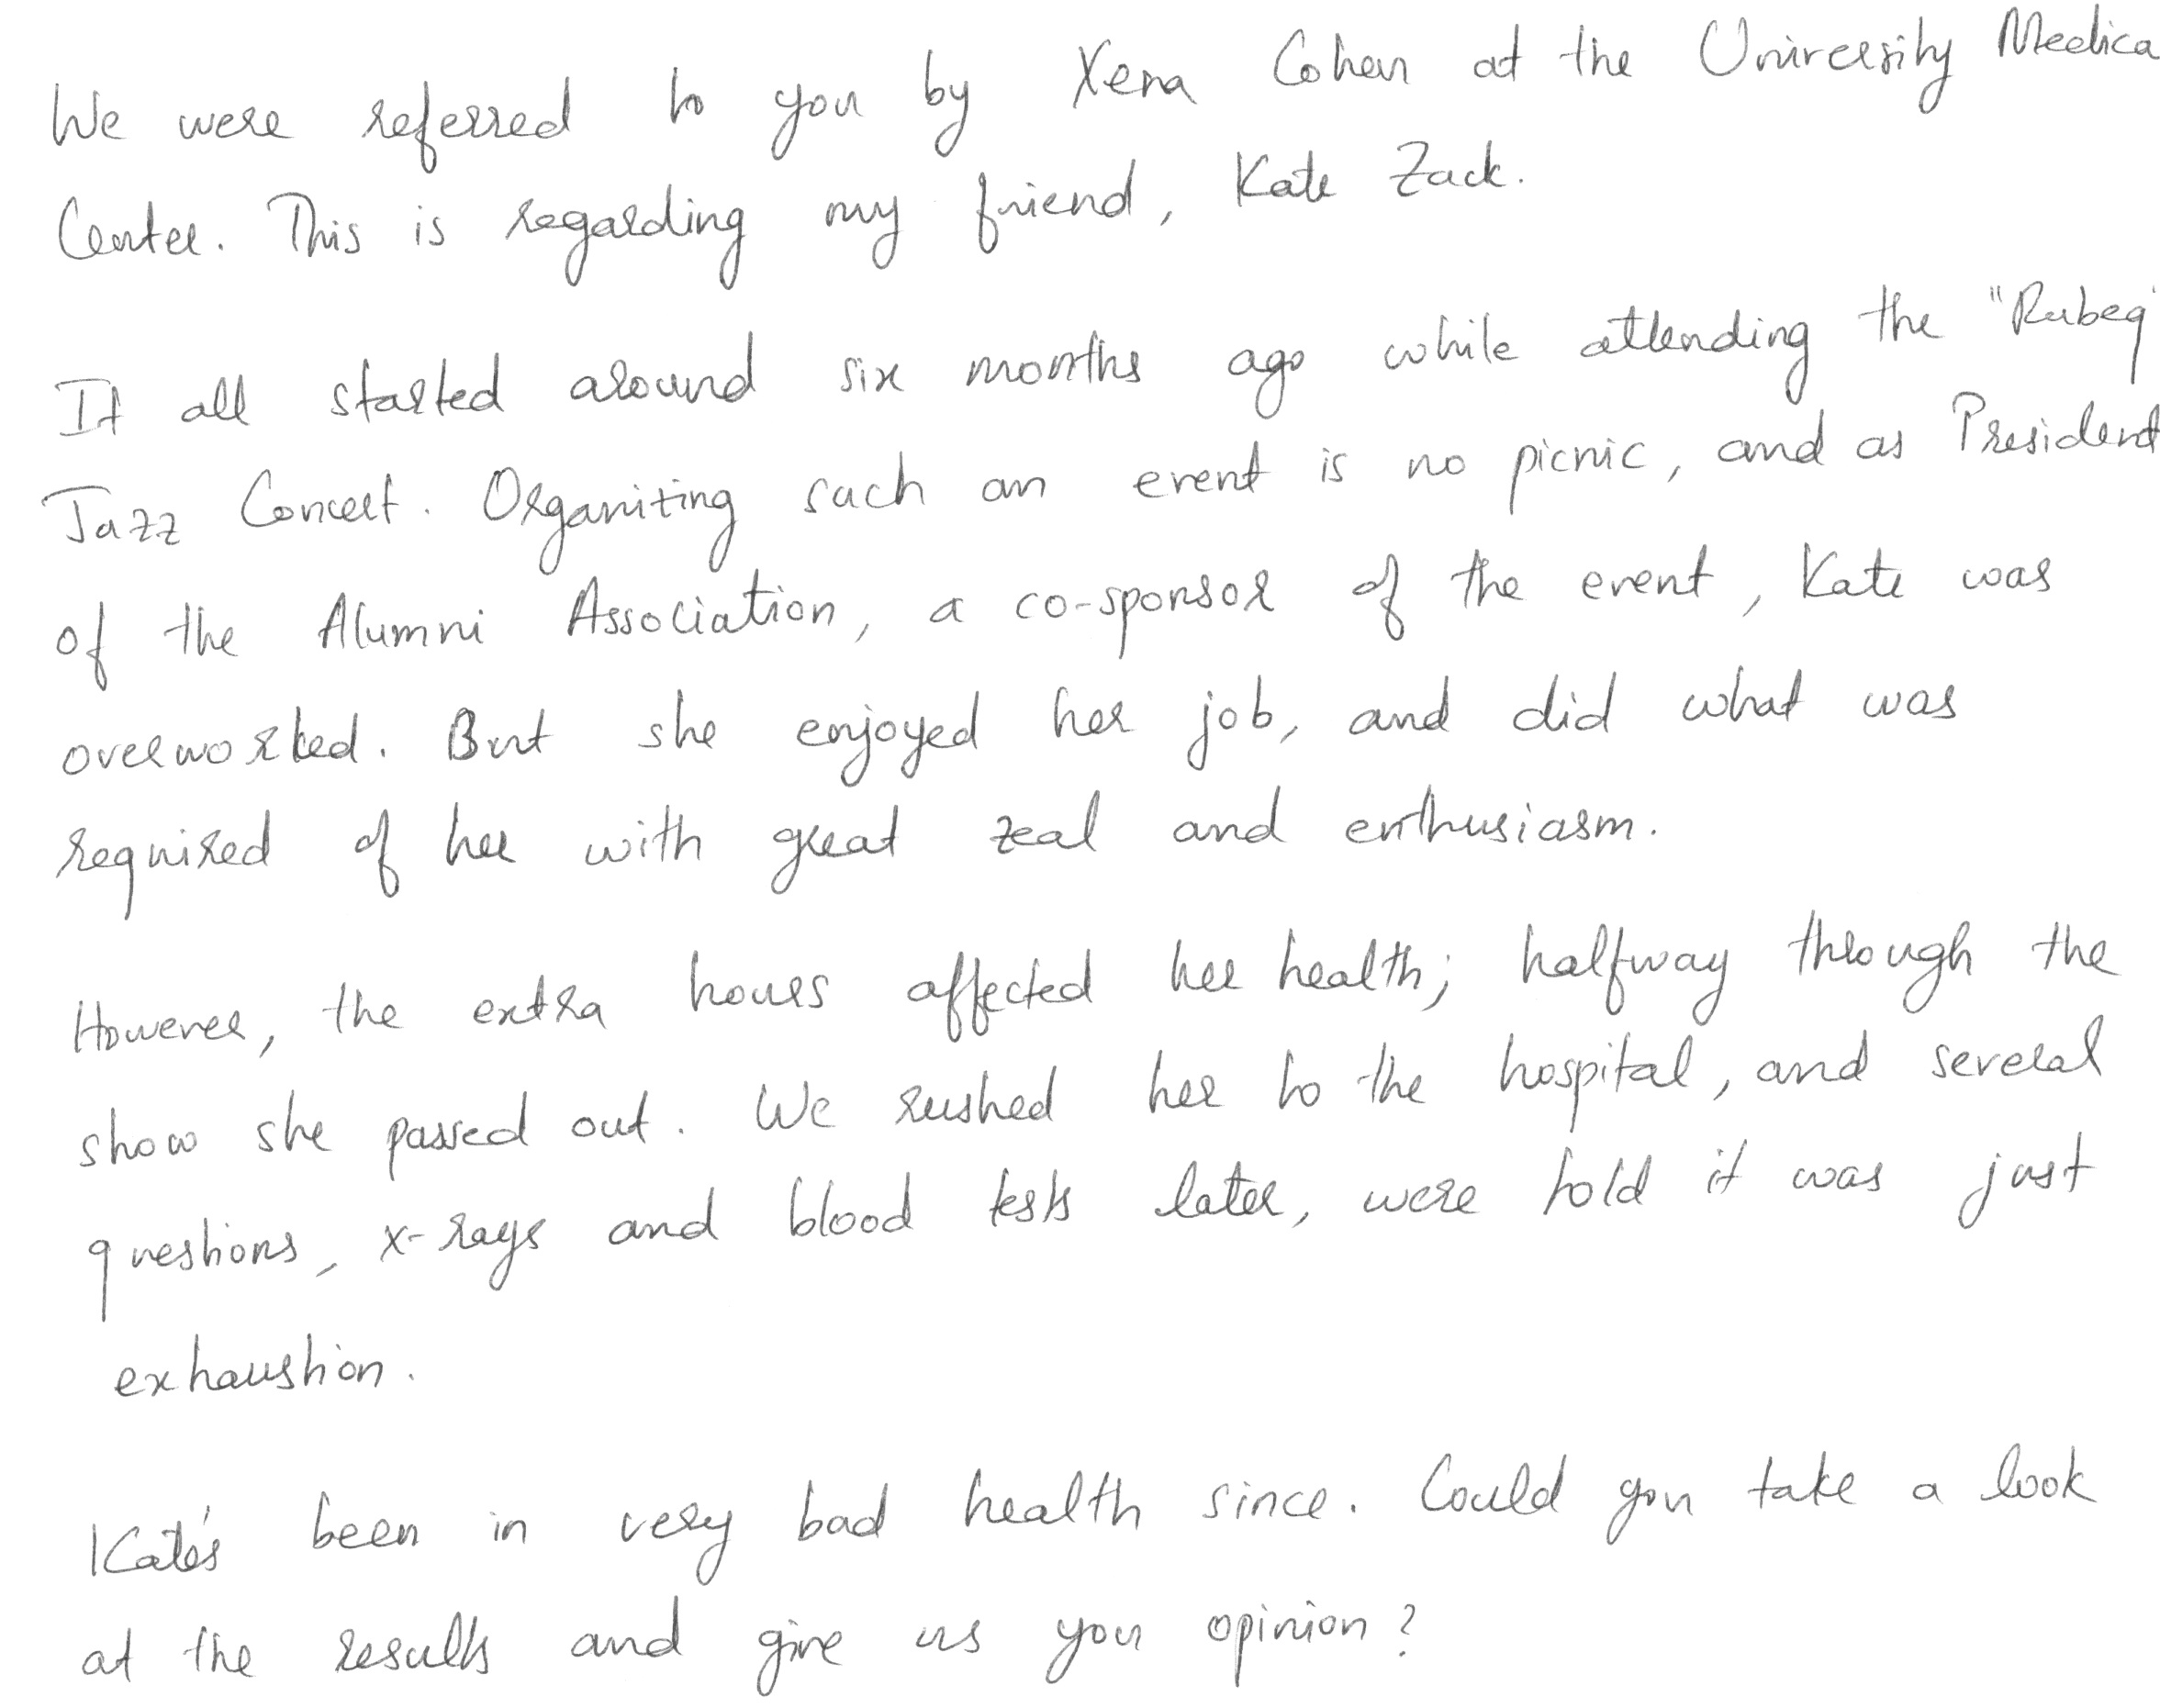 We were referred to you by Xena Cohen at the University Medica
Center. This is regarding my friend, Kate Zack.
It all started around six months ago while attending the "Rubeq"
Jazz Concert. Organizing such an event is no picnic, and as President
of the Alumni Association, a co-sponsor of the event, Kate was
overworked. But she enjoyed her job, and did what was
required of her with great zeal and enthusiasm.
However, the extra hours affected her health; halfway through the
show she passed out. We rushed her to the hospital, and several
questions, x-rays and blood tests later, were told it was just
exhaustion.
Kate's been in very bad health since. Could you take a look
at the results and give us you opinion?